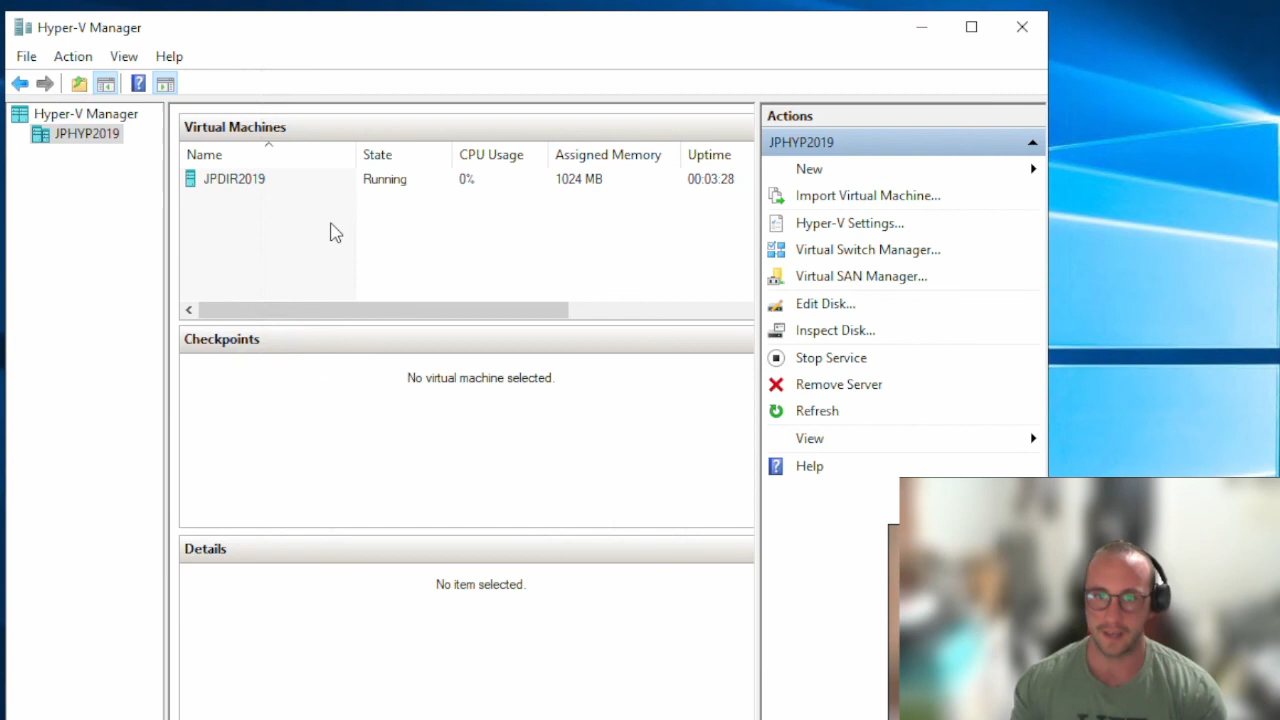 Hyper-V Manager
File Action View Help
Hyper-V Manager
JPHYP2019
Virtual Machines
Name State CPU Usage Assigned Memory Uptime
JPDIR2019 Running 0% 1024 MB 00:03:28
Checkpoints
No virtual machine selected.
Details
No item selected.
Actions
JPHYP2019
New
Import Virtual Machine...
Hyper-V Settings...
Virtual Switch Manager...
Virtual SAN Manager...
Edit Disk...
Inspect Disk...
Stop Service
Remove Server
Refresh
View
Help